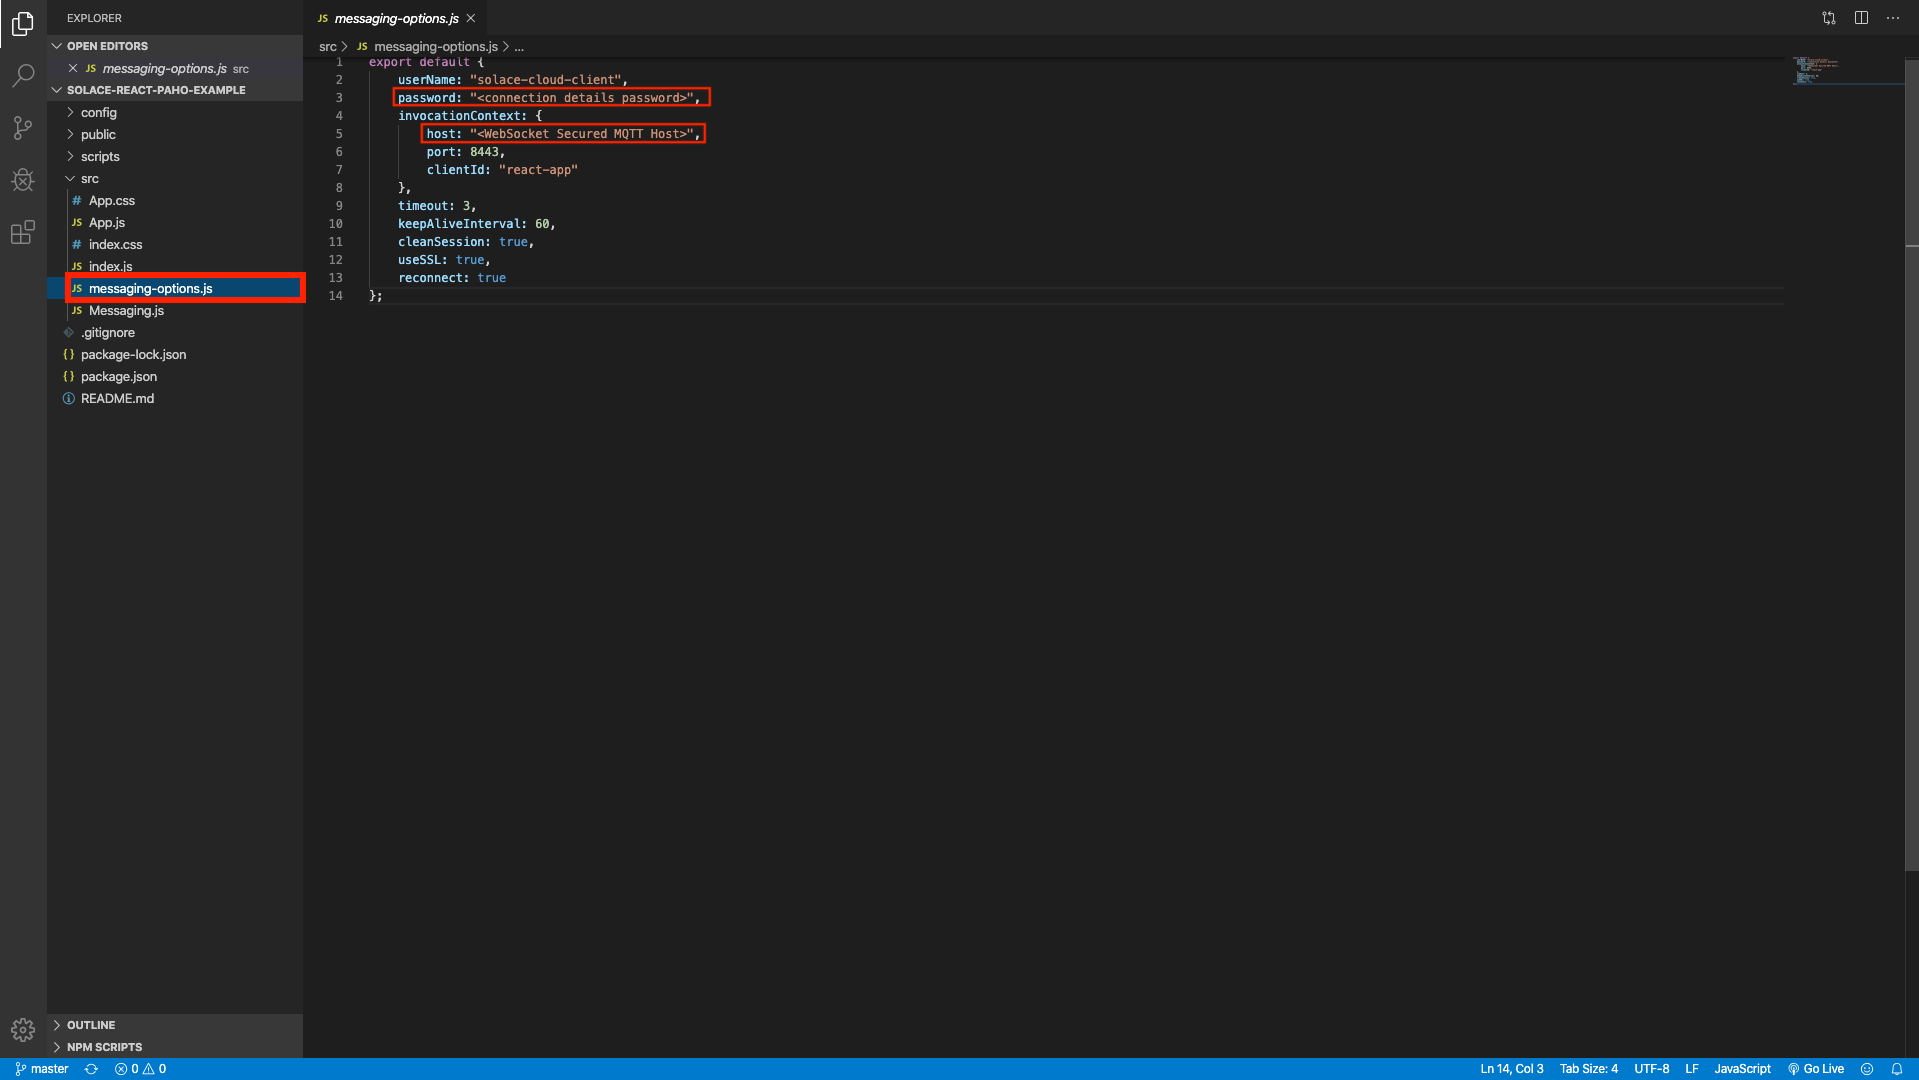 EXPLORER
OPEN EDITORS
JS messaging-options.js src
SOLACE-REACT-PAHO-EXAMPLE
config
public
scripts
src
# App.css
JS App.js
# index.css
JS index.js
JS messaging-options.js
JS Messaging.js
.gitignore
{} package-lock.json
{} package.json
README.md
OUTLINE
NPM SCRIPTS
JS messaging-options.js
src > JS messaging-options.js > ...
1 export default {
2 userName: "solace-cloud-client",
3 password: "<connection details password>",
4 invocationContext: {
5 host: "<WebSocket Secured MQTT Host>",
6 port: 8443,
7 clientId: "react-app"
8 },
9 timeout: 3,
10 keepAliveInterval: 60,
11 cleanSession: true,
12 useSSL: true,
13 reconnect: true
14 };
master 0 0 Ln 14, Col 3 Tab Size: 4 UTF-8 LF JavaScript Go Live